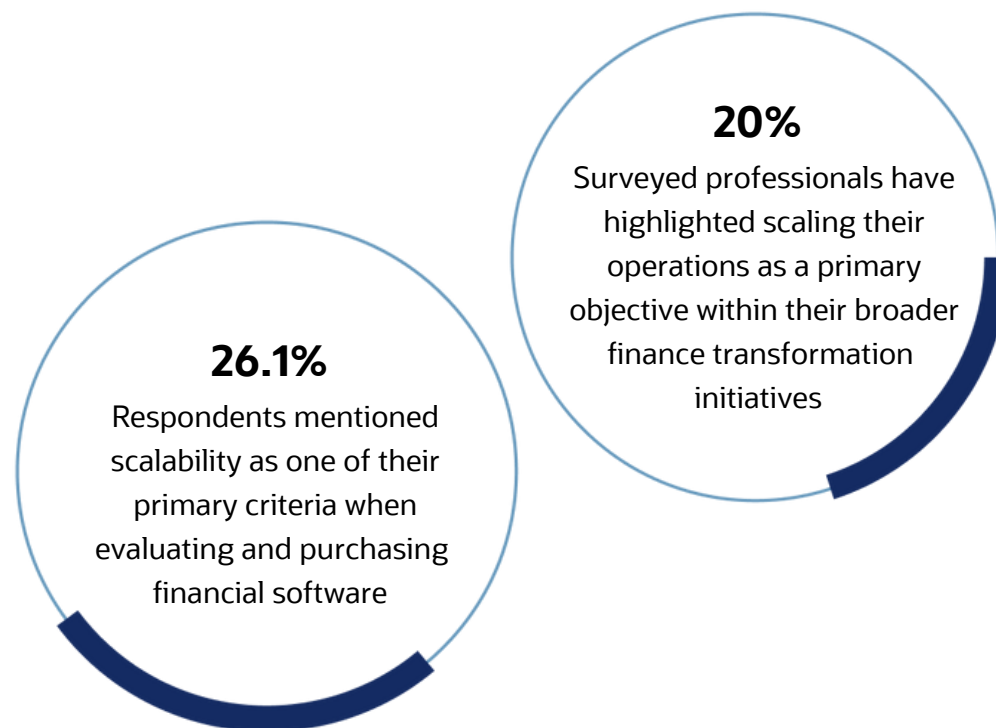 20%
Surveyed professionals have
highlighted scaling their
operations as a primary
objective within their broader
finance transformation
initiatives
26.1%
Respondents mentioned
scalability as one of their
primary criteria when
evaluating and purchasing
financial software